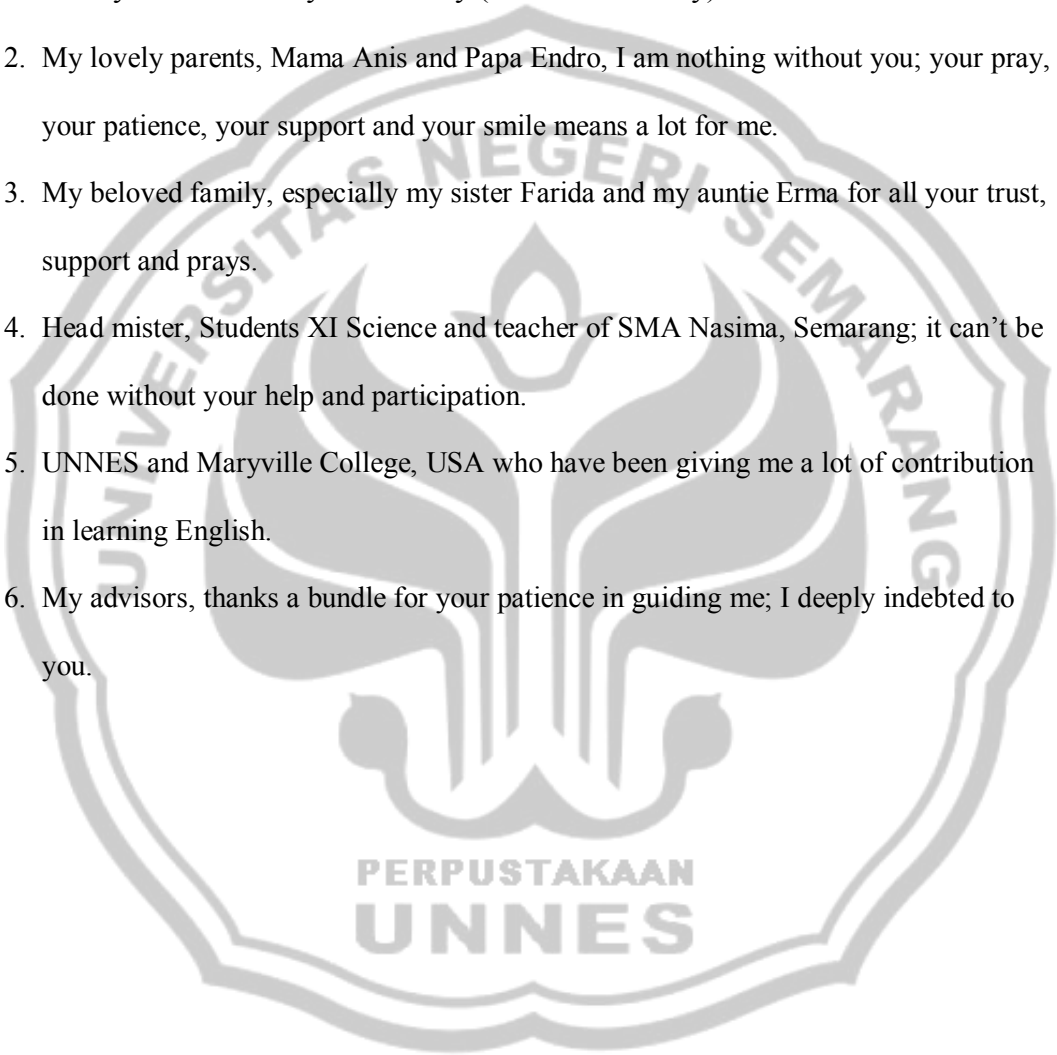 2. My lovely parents, Mama Anis and Papa Endro, I am nothing without you; your pray,
your patience, your support and your smile means a lot for me.
3. My beloved family, especially my sister Farida and my auntie Erma for all your trust,
support and prays.
4. Head mister, Students XI Science and teacher of SMA Nasima, Semarang; it can’t be
done without your help and participation.
5. UNNES and Maryville College, USA who have been giving me a lot of contribution
in learning English.
6. My advisors, thanks a bundle for your patience in guiding me; I deeply indebted to
you.
UNIVERSITAS NEGERI SEMARANG
PERPUSTAKAAN
UNNES